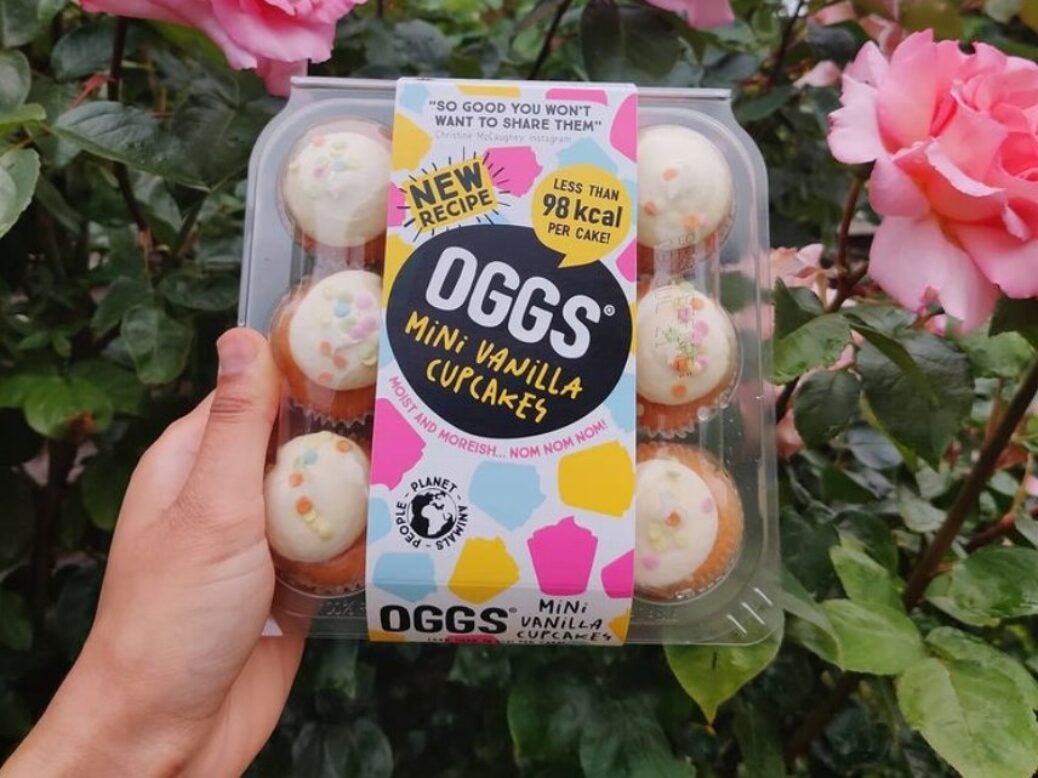 "SO GOOD YOU WON'T
WANT TO SHARE THEM"
Christine McCaughey Instagram
NEW
RECIPE
LESS THAN
98 kcal
PER CAKE!
OGGS®
MiNi VANiLLA
CUPCAKES
MOIST AND MOREISH... NOM NOM NOM!
PLANET - ANIMALS - PEOPLE -
OGGS® MiNi
VANiLLA
CUPCAKES